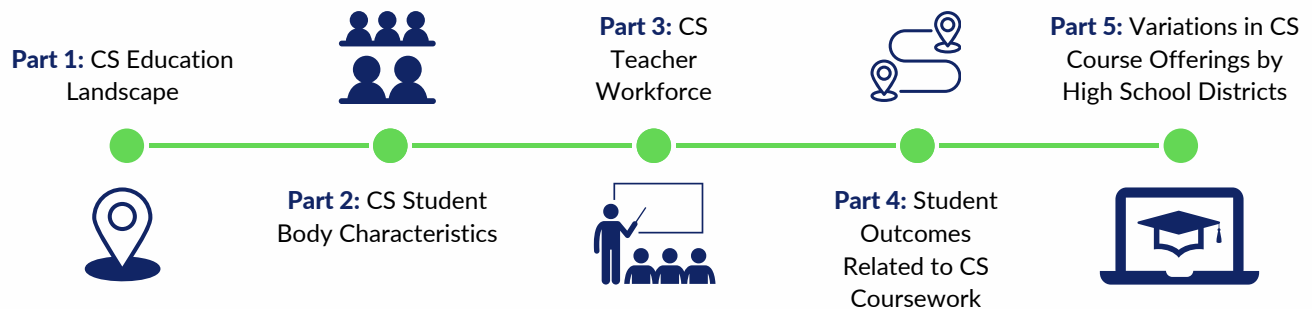 Part 1: CS Education
Landscape
Part 2: CS Student
Body Characteristics
Part 3: CS
Teacher
Workforce
Part 4: Student
Outcomes
Related to CS
Coursework
Part 5: Variations in CS
Course Offerings by
High School Districts